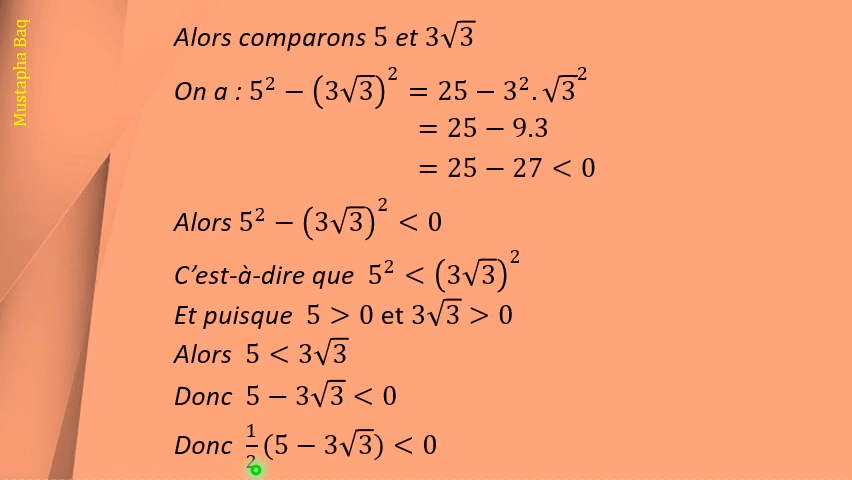 Mustapha Baq
Alors comparons 5 et 3√3
On a : 5² − (3√3)² = 25 − 3².√3²
= 25 − 9.3
= 25 − 27 < 0
Alors 5² − (3√3)² < 0
C’est-à-dire que 5² < (3√3)²
Et puisque 5 > 0 et 3√3 > 0
Alors 5 < 3√3
Donc 5 − 3√3 < 0
Donc 1/2 (5 − 3√3) < 0